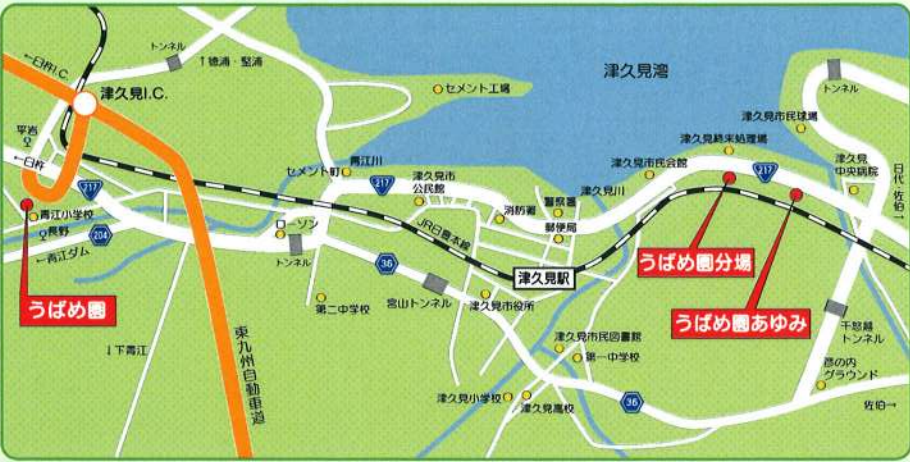 トンネル
↑徳浦・堅浦
←臼杵I.C.
津久見I.C.
平岩
←臼杵
217
青江小学校
長野
204
←青江ダム
うばめ園
↓下青江
東九州自動車道
セメント工場
津久見湾
青江川
セメント町
217
津久見市
公民館
ローソン
トンネル
JR日豊本線
消防署
警察署
郵便局
津久見川
36
宮山トンネル
第二中学校
津久見駅
津久見市役所
津久見市民会館
津久見終末処理場
津久見市民球場
トンネル
217
津久見
中央病院
日代・佐伯→
うばめ園分場
うばめ園あゆみ
千怒越
トンネル
彦の内
グラウンド
佐伯→
津久見市民図書館
第一中学校
津久見小学校
津久見高校
36